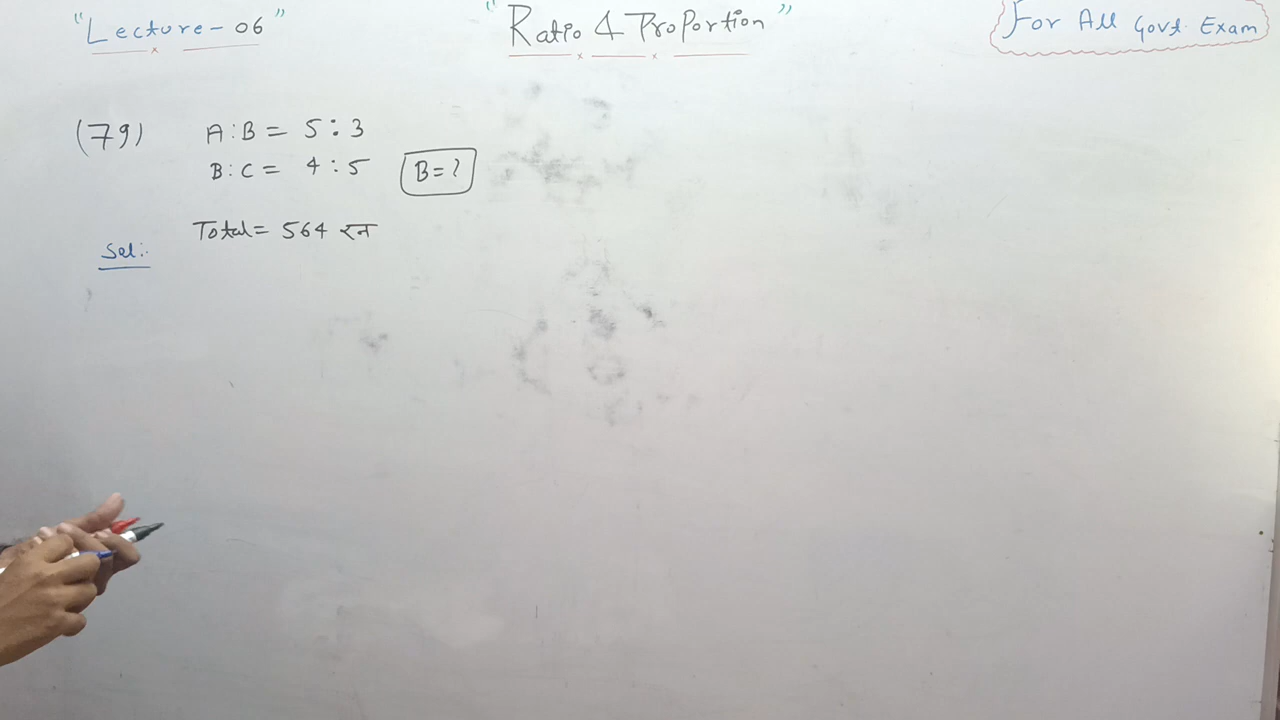 "Lecture - 06"
"Ratio & Proportion"
For All Govt. Exam
(79) A : B = 5 : 3
B : C = 4 : 5 B = ?
Total = 564 रन
Sol:-